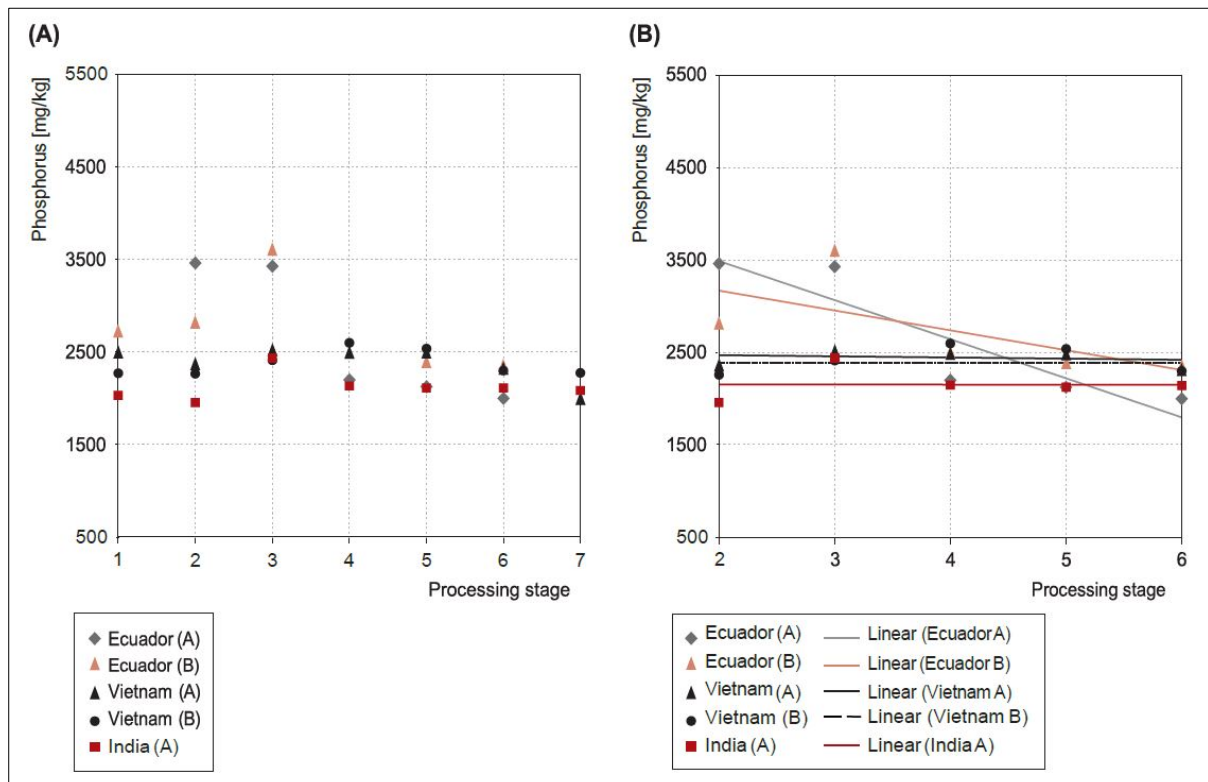 (A)
Phosphorus [mg/kg]
5500
4500
3500
2500
1500
500
1 2 3 4 5 6 7
Processing stage
Ecuador (A)
Ecuador (B)
Vietnam (A)
Vietnam (B)
India (A)
(B)
Phosphorus [mg/kg]
5500
4500
3500
2500
1500
500
2 3 4 5 6
Processing stage
Ecuador (A) Linear (Ecuador A)
Ecuador (B) Linear (Ecuador B)
Vietnam (A) Linear (Vietnam A)
Vietnam (B) Linear (Vietnam B)
India (A) Linear (India A)